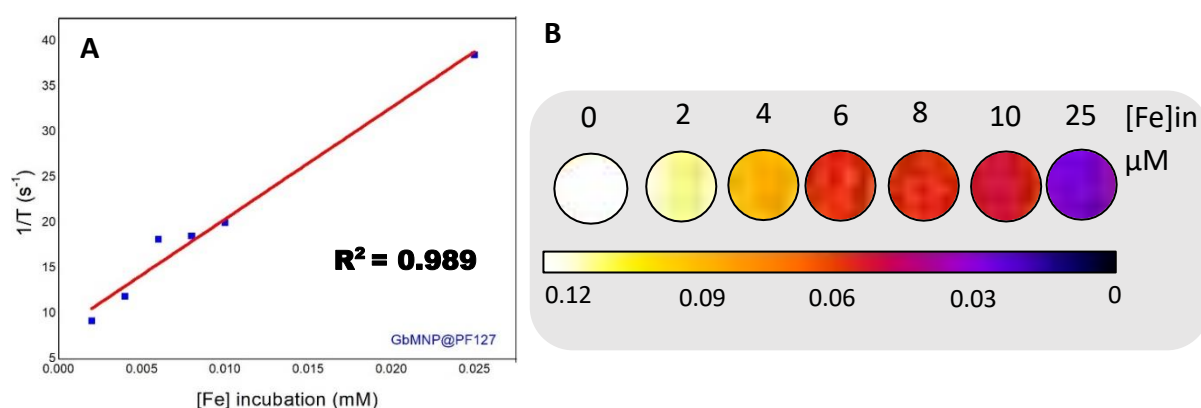 A
40
35
30
25
20
15
10
5
1/T (s⁻¹)
0.000 0.005 0.010 0.015 0.020 0.025
[Fe] incubation (mM)
R² = 0.989
GbMNP@PF127
B
0 2 4 6 8 10 25 [Fe]in
µM
0.12 0.09 0.06 0.03 0